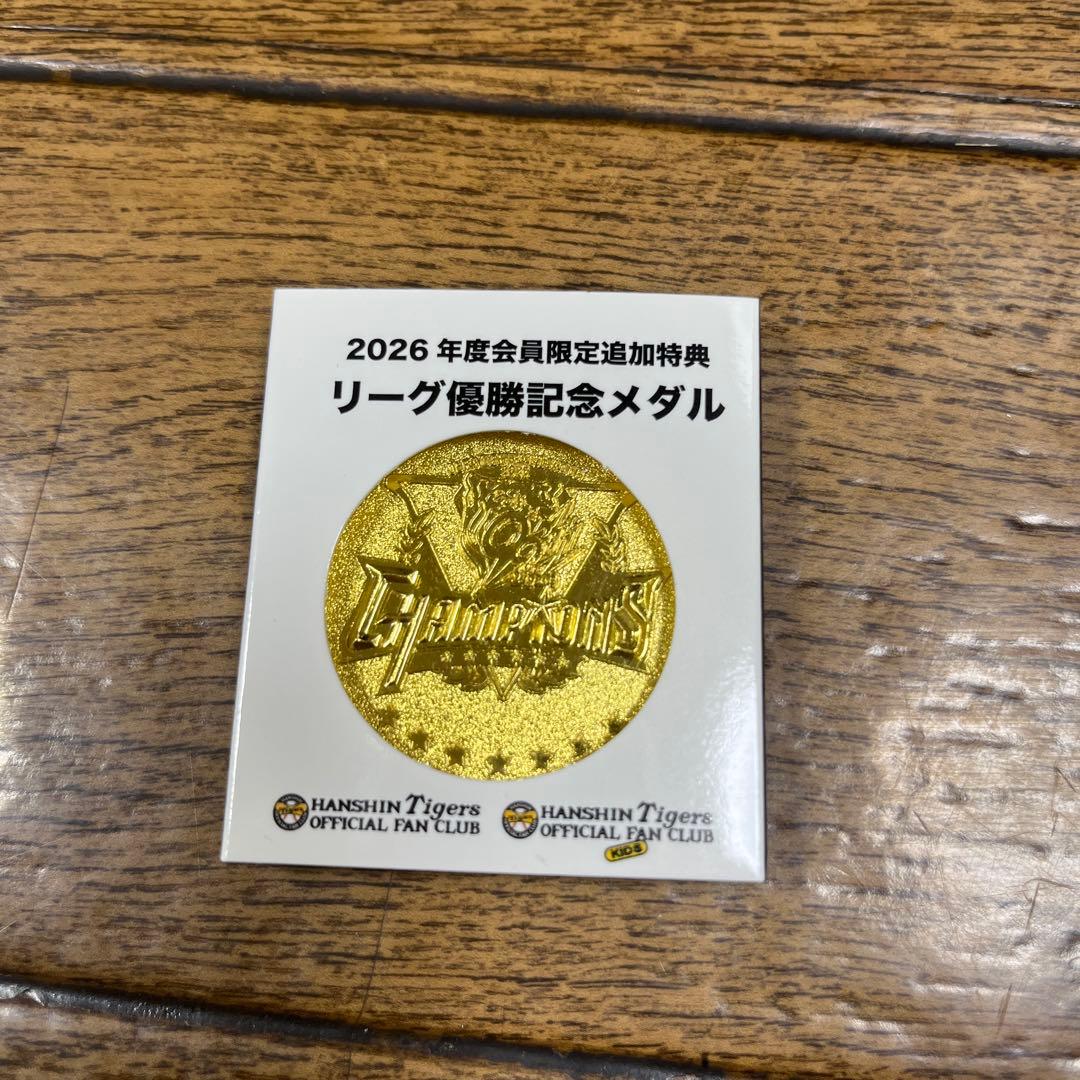 2026 年度会員限定追加特典
リーグ優勝記念メダル
CHAMPIONS
HANSHIN Tigers
OFFICIAL FAN CLUB
HANSHIN Tigers
OFFICIAL FAN CLUB
KIDS